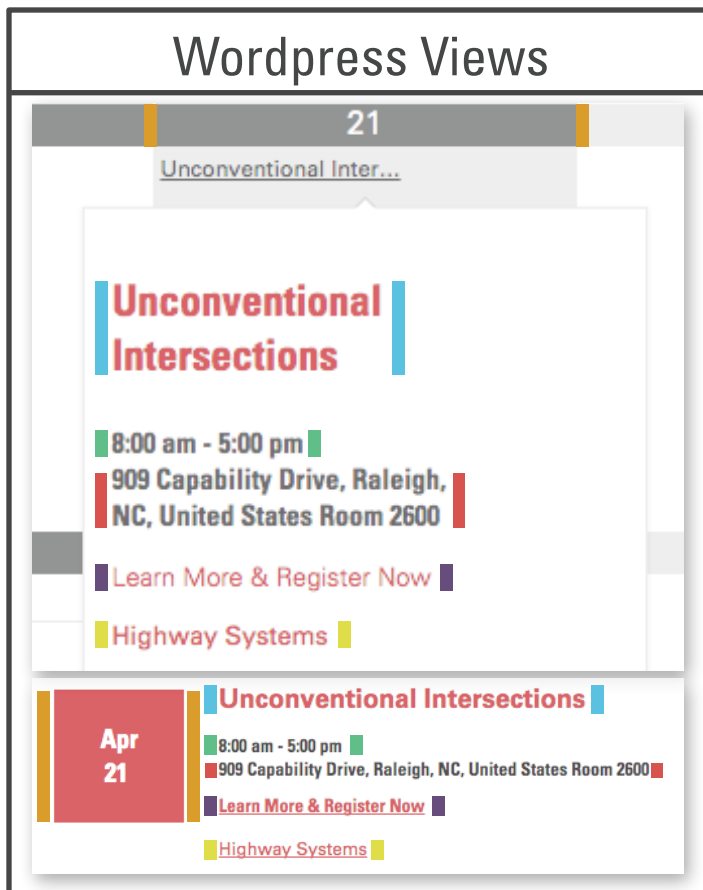 Wordpress Views
21
Unconventional Inter...
Unconventional
Intersections
8:00 am - 5:00 pm
909 Capability Drive, Raleigh,
NC, United States Room 2600
Learn More & Register Now
Highway Systems
Apr
21
Unconventional Intersections
8:00 am - 5:00 pm
909 Capability Drive, Raleigh, NC, United States Room 2600
Learn More & Register Now
Highway Systems